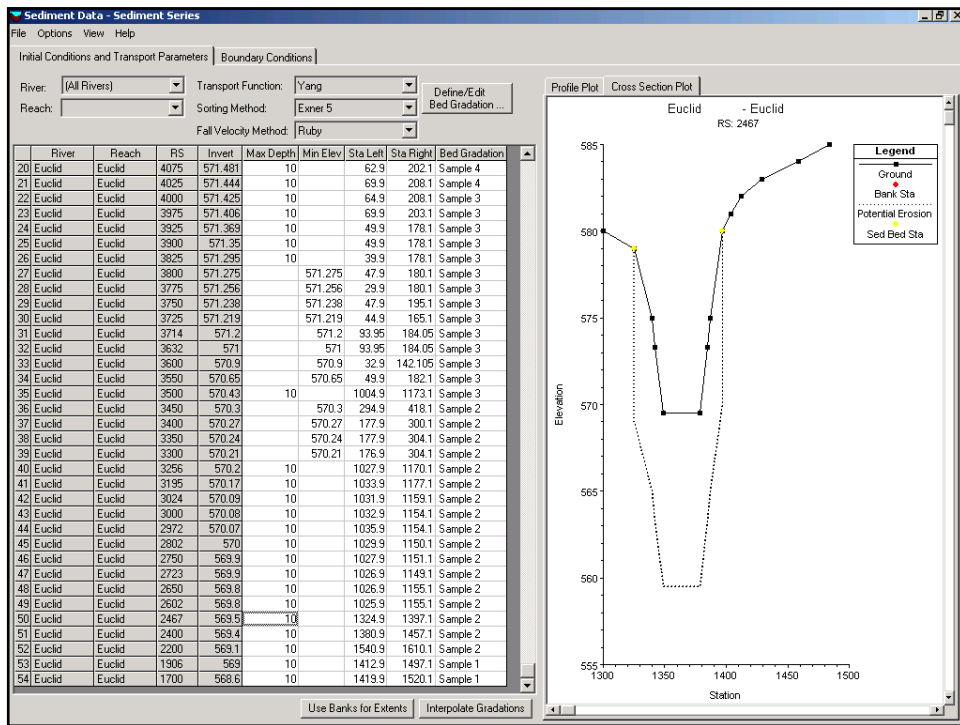 Sediment Data - Sediment Series
File Options View Help
Initial Conditions and Transport Parameters Boundary Conditions
River: (All Rivers) Transport Function: Yang
Reach: Sorting Method: Exner 5
Fall Velocity Method: Ruby
Define/Edit
Bed Gradation ...
River Reach RS Invert Max Depth Min Elev Sta Left Sta Right Bed Gradation
20 Euclid Euclid 4075 571.481 10 62.9 202.1 Sample 4
21 Euclid Euclid 4025 571.444 10 69.9 208.1 Sample 4
22 Euclid Euclid 4000 571.425 10 64.9 208.1 Sample 3
23 Euclid Euclid 3975 571.406 10 69.9 203.1 Sample 3
24 Euclid Euclid 3925 571.369 10 49.9 178.1 Sample 3
25 Euclid Euclid 3900 571.35 10 49.9 178.1 Sample 3
26 Euclid Euclid 3825 571.295 10 39.9 178.1 Sample 3
27 Euclid Euclid 3800 571.275 571.275 47.9 180.1 Sample 3
28 Euclid Euclid 3775 571.256 571.256 29.9 180.1 Sample 3
29 Euclid Euclid 3750 571.238 571.238 47.9 195.1 Sample 3
30 Euclid Euclid 3725 571.219 571.219 44.9 165.1 Sample 3
31 Euclid Euclid 3714 571.2 571.2 93.95 184.05 Sample 3
32 Euclid Euclid 3632 571 571 93.95 184.05 Sample 3
33 Euclid Euclid 3600 570.9 570.9 32.9 142.105 Sample 3
34 Euclid Euclid 3550 570.65 570.65 49.9 182.1 Sample 3
35 Euclid Euclid 3500 570.43 10 1004.9 1173.1 Sample 3
36 Euclid Euclid 3450 570.3 570.3 294.9 418.1 Sample 2
37 Euclid Euclid 3400 570.27 570.27 177.9 300.1 Sample 2
38 Euclid Euclid 3350 570.24 570.24 177.9 304.1 Sample 2
39 Euclid Euclid 3300 570.21 570.21 176.9 304.1 Sample 2
40 Euclid Euclid 3256 570.2 10 1027.9 1170.1 Sample 2
41 Euclid Euclid 3195 570.17 10 1033.9 1177.1 Sample 2
42 Euclid Euclid 3024 570.09 10 1031.9 1159.1 Sample 2
43 Euclid Euclid 3000 570.08 10 1032.9 1154.1 Sample 2
44 Euclid Euclid 2972 570.07 10 1035.9 1154.1 Sample 2
45 Euclid Euclid 2802 570 10 1029.9 1150.1 Sample 2
46 Euclid Euclid 2750 569.9 10 1027.9 1151.1 Sample 2
47 Euclid Euclid 2723 569.9 10 1026.9 1149.1 Sample 2
48 Euclid Euclid 2650 569.8 10 1026.9 1155.1 Sample 2
49 Euclid Euclid 2602 569.8 10 1025.9 1155.1 Sample 2
50 Euclid Euclid 2467 569.5 10 1324.9 1397.1 Sample 2
51 Euclid Euclid 2400 569.4 10 1380.9 1457.1 Sample 2
52 Euclid Euclid 2200 569.1 10 1540.9 1610.1 Sample 2
53 Euclid Euclid 1906 569 10 1412.9 1497.1 Sample 1
54 Euclid Euclid 1700 568.6 10 1419.9 1520.1 Sample 1
Use Banks for Extents Interpolate Gradations
Profile Plot Cross Section Plot
Euclid - Euclid
RS: 2467
Legend
Ground
Bank Sta
Potential Erosion
Sed Bed Sta
585
580
575
570
565
560
555
Elevation
1300 1350 1400 1450 1500
Station